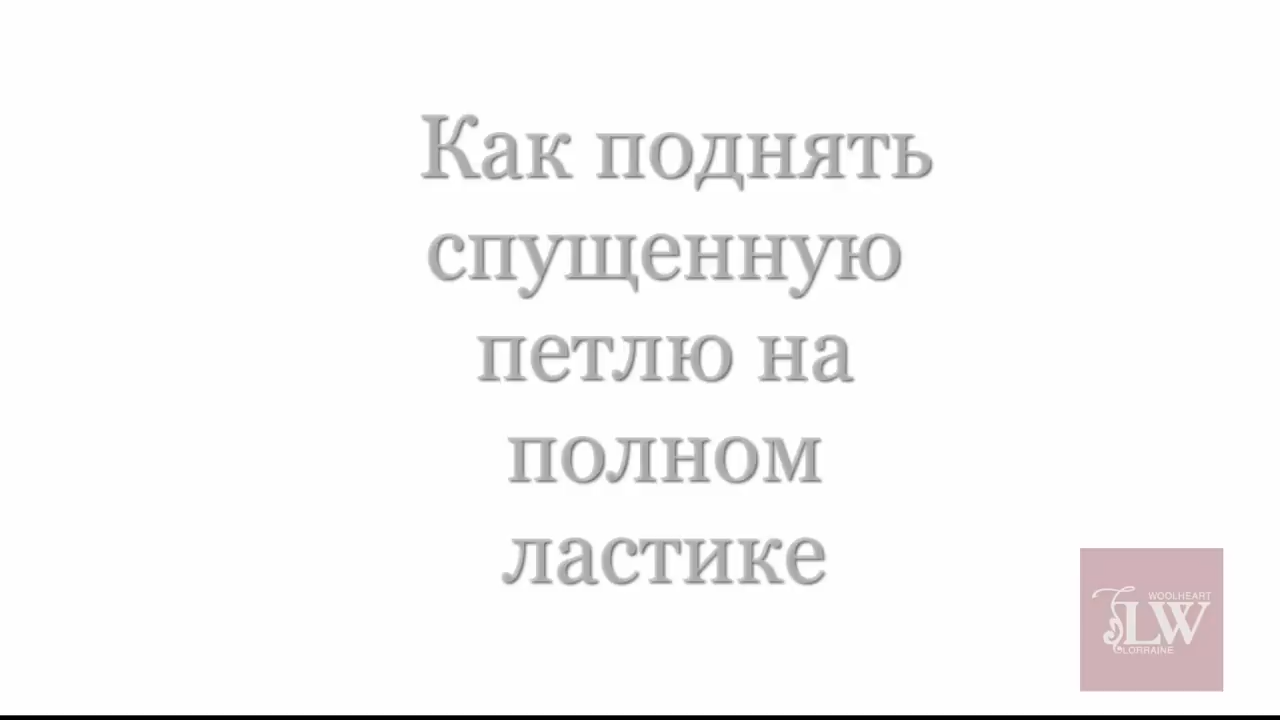 Как поднять
спущенную
петлю на
полном
ластике
WOOLHEART
LW
LORRAINE